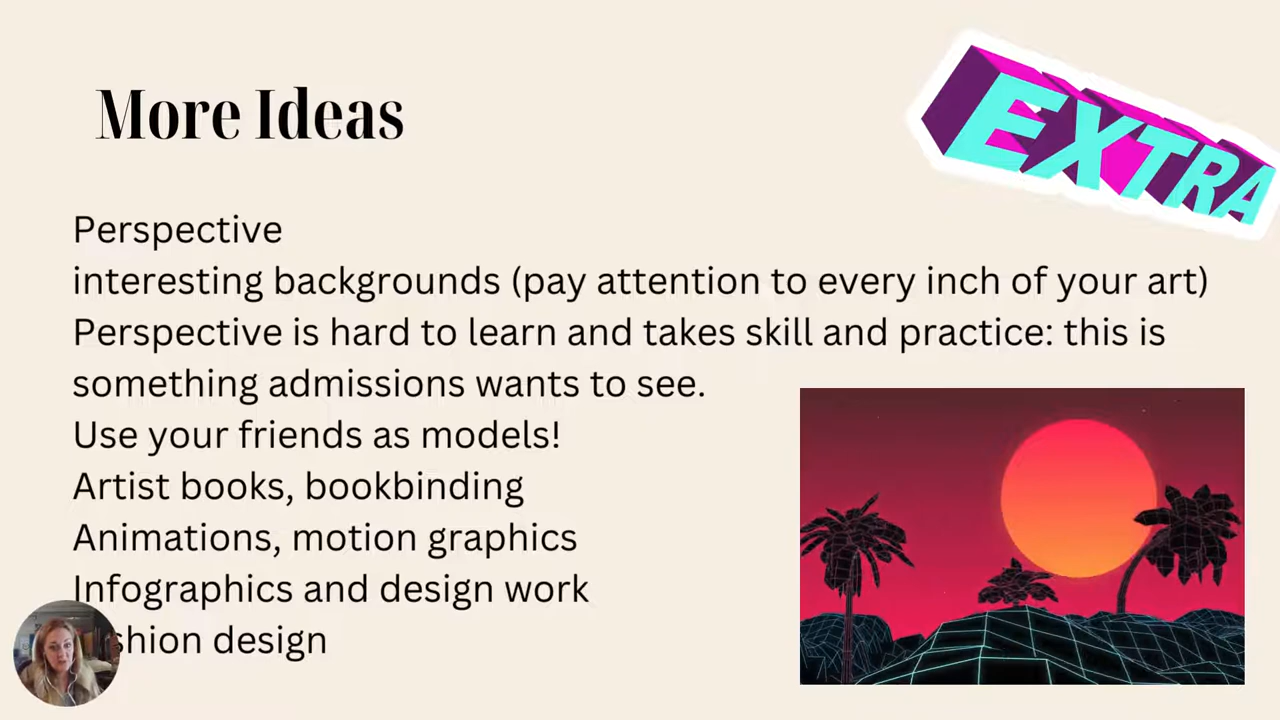 More Ideas
EXTRA
Perspective
interesting backgrounds (pay attention to every inch of your art)
Perspective is hard to learn and takes skill and practice: this is
something admissions wants to see.
Use your friends as models!
Artist books, bookbinding
Animations, motion graphics
Infographics and design work
design